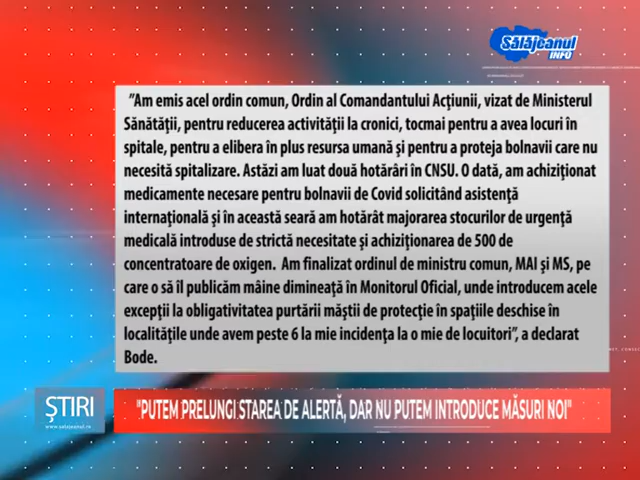 Sălăjeanul
INFO
"Am emis acel ordin comun, Ordin al Comandantului Acțiunii, vizat de Ministerul
Sănătății, pentru reducerea activității la cronici, tocmai pentru a avea locuri în
spitale, pentru a elibera în plus resursa umană și pentru a proteja bolnavii care nu
necesită spitalizare. Astăzi am luat două hotărâri în CNSU. O dată, am achiziționat
medicamente necesare pentru bolnavii de Covid solicitând asistență
internațională și în această seară am hotărât majorarea stocurilor de urgență
medicală introduse de strictă necesitate și achiziționarea de 500 de
concentratoare de oxigen. Am finalizat ordinul de ministru comun, MAI și MS, pe
care o să îl publicăm mâine dimineață în Monitorul Oficial, unde introducem acele
excepții la obligativitatea purtării măștii de protecție în spațiile deschise în
localitățile unde avem peste 6 la mie incidența la o mie de locuitori", a declarat
Bode.
ȘTIRI
www.salajeanul.ro
"PUTEM PRELUNGI STAREA DE ALERTĂ, DAR NU PUTEM INTRODUCE MĂSURI NOI"